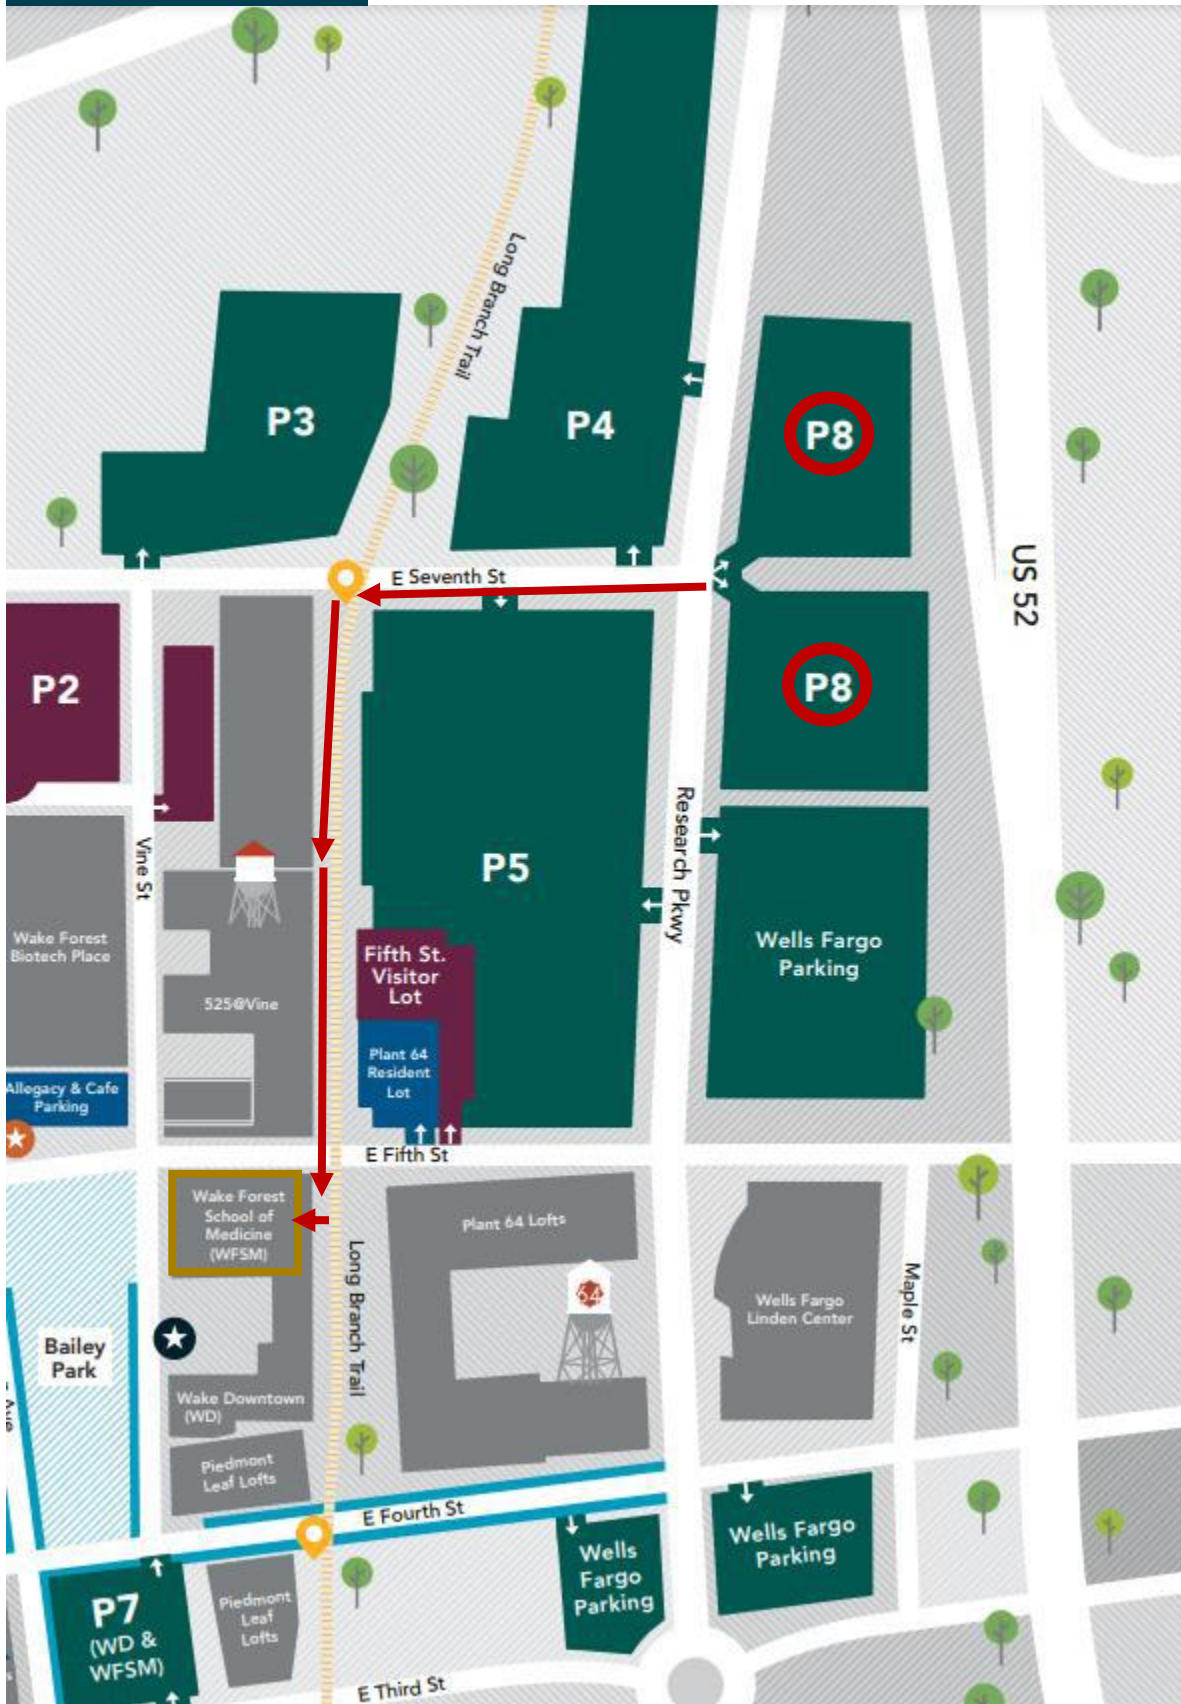 Long Branch Trail
P3
P4
P8
E Seventh St
US 52
P2
P8
Research Pkwy
Vine St
P5
Wake Forest
Biotech Place
525@Vine
Fifth St.
Visitor
Lot
Wells Fargo
Parking
Plant 64
Resident
Lot
Allegacy & Cafe
Parking
E Fifth St
Wake Forest
School of
Medicine
(WFSM)
Plant 64 Lofts
64
Long Branch Trail
Wells Fargo
Linden Center
Maple St
Bailey
Park
Wake Downtown
(WD)
Piedmont
Leaf Lofts
E Fourth St
Wells Fargo
Parking
Wells
Fargo
Parking
P7
(WD &
WFSM)
Piedmont
Leaf
Lofts
E Third St